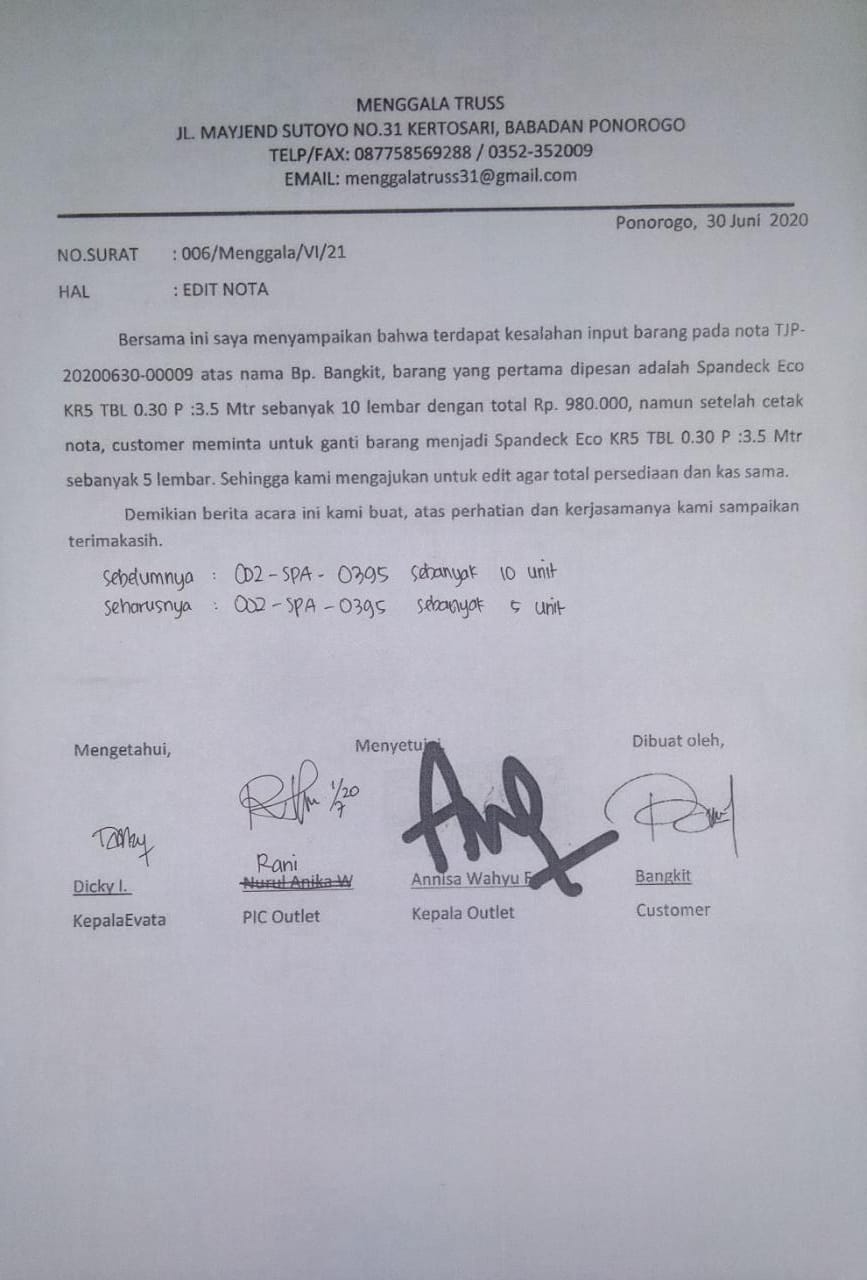 MENGGALA TRUSS
JL. MAYJEND SUTOYO NO.31 KERTOSARI, BABADAN PONOROGO
TELP/FAX: 087758569288 / 0352-352009
EMAIL: menggalatruss31@gmail.com
Ponorogo, 30 Juni 2020
NO.SURAT : 006/Menggala/VI/21
HAL : EDIT NOTA
Bersama ini saya menyampaikan bahwa terdapat kesalahan input barang pada nota TJP-
20200630-00009 atas nama Bp. Bangkit, barang yang pertama dipesan adalah Spandeck Eco
KR5 TBL 0.30 P :3.5 Mtr sebanyak 10 lembar dengan total Rp. 980.000, namun setelah cetak
nota, customer meminta untuk ganti barang menjadi Spandeck Eco KR5 TBL 0.30 P :3.5 Mtr
sebanyak 5 lembar. Sehingga kami mengajukan untuk edit agar total persediaan dan kas sama.
Demikian berita acara ini kami buat, atas perhatian dan kerjasamanya kami sampaikan
terimakasih.
Sebelumnya : 002-SPA-0395 sebanyak 10 unit
Seharusnya : 002-SPA-0395 sebanyak 5 unit
Mengetahui, Menyetujui, Dibuat oleh,
1/20
7
Rani
Dicky I. Nurul Anika W Annisa Wahyu F Bangkit
KepalaEvata PIC Outlet Kepala Outlet Customer